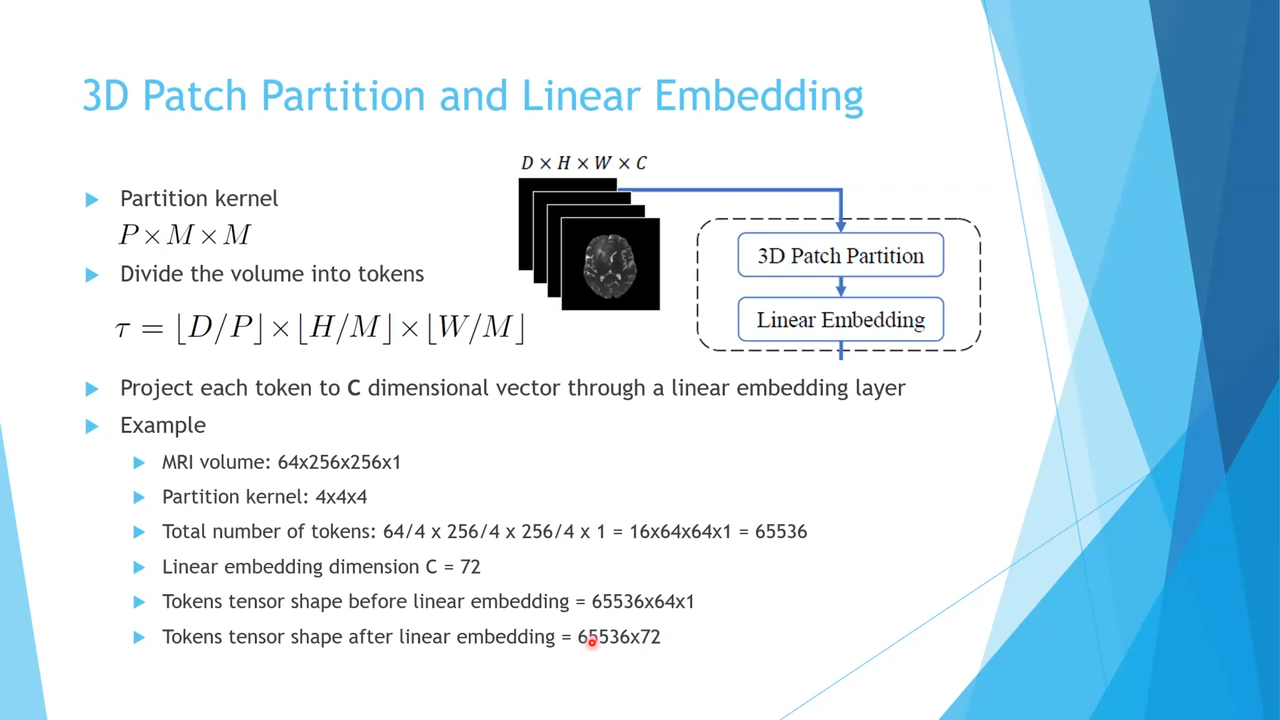 3D Patch Partition and Linear Embedding
D × H × W × C
Partition kernel
P × M × M
Divide the volume into tokens
τ = ⌊D/P⌋ × ⌊H/M⌋ × ⌊W/M⌋
3D Patch Partition
Linear Embedding
Project each token to C dimensional vector through a linear embedding layer
Example
MRI volume: 64x256x256x1
Partition kernel: 4x4x4
Total number of tokens: 64/4 x 256/4 x 256/4 x 1 = 16x64x64x1 = 65536
Linear embedding dimension C = 72
Tokens tensor shape before linear embedding = 65536x64x1
Tokens tensor shape after linear embedding = 65536x72